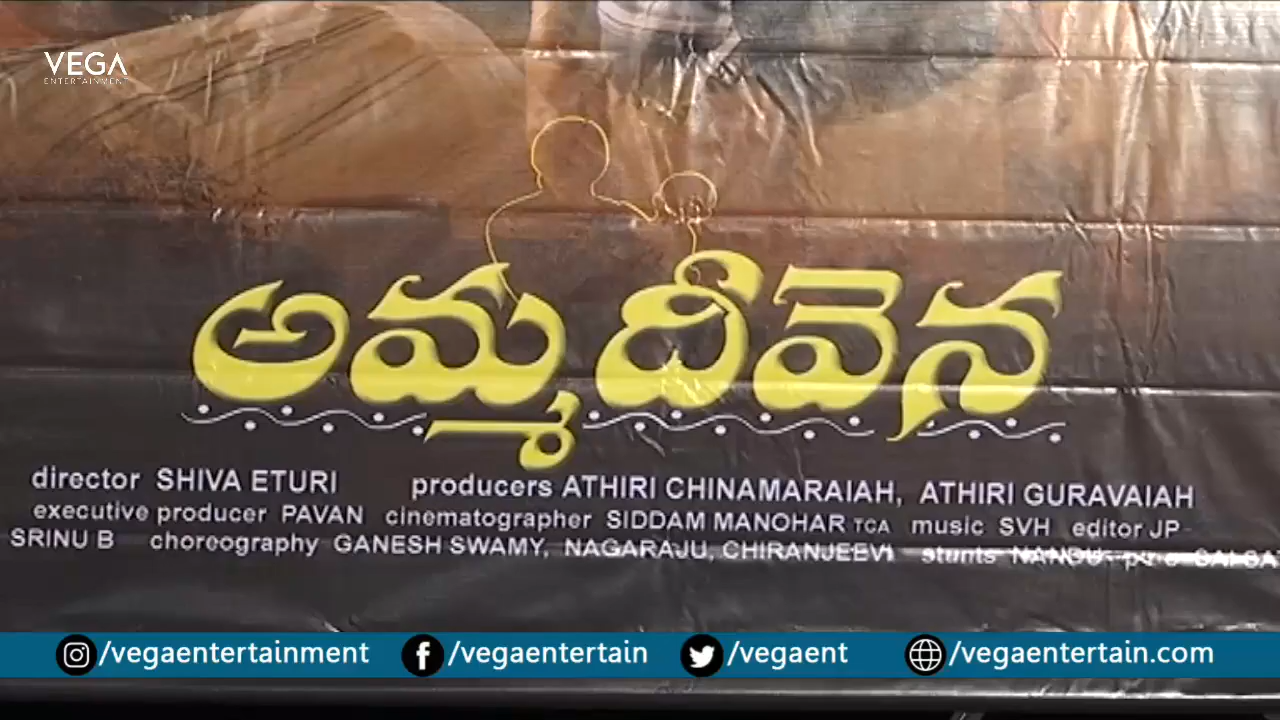 VEGA
ENTERTAINMENT
అమ్మ దీవెన
director SHIVA ETURI producers ATHIRI CHINAMARAIAH, ATHIRI GURAVAIAH
executive producer PAVAN cinematographer SIDDAM MANOHAR TCA music SVH editor JP
SRINU B choreography GANESH SWAMY, NAGARAJU, CHIRANJEEVI stunts NANDU
/vegaentertainment /vegaentertain /vegaent /vegaentertain.com